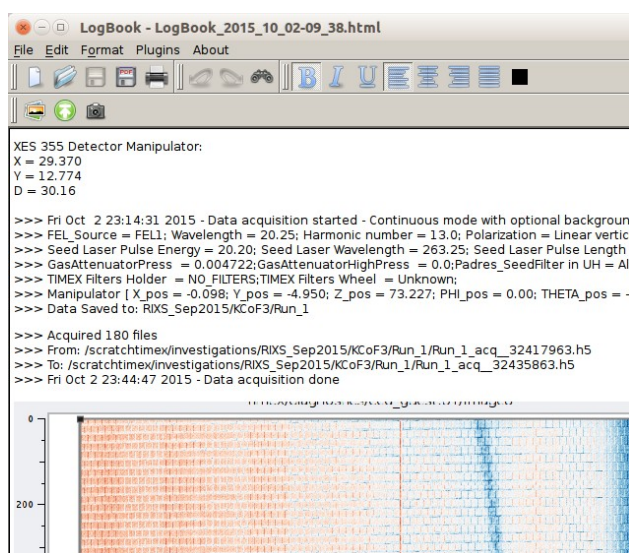 LogBook - LogBook_2015_10_02-09_38.html
File Edit Format Plugins About
PDF
B I U
XES 355 Detector Manipulator:
X = 29.370
Y = 12.774
D = 30.16
>>> Fri Oct  2 23:14:31 2015 - Data acquisition started - Continuous mode with optional backgroun
>>> FEL_Source = FEL1; Wavelength = 20.25; Harmonic number = 13.0; Polarization = Linear vertic
>>> Seed Laser Pulse Energy = 20.20; Seed Laser Wavelength = 263.25; Seed Laser Pulse Length
>>> GasAttenuatorPress  = 0.004722;GasAttenuatorHighPress  = 0.0;Padres_SeedFilter in UH = Al
>>> TIMEX Filters Holder  = NO_FILTERS;TIMEX Filters Wheel  = Unknown;
>>> Manipulator [ X_pos = -0.098; Y_pos = -4.950; Z_pos = 73.227; PHI_pos = 0.00; THETA_pos = -
>>> Data Saved to: RIXS_Sep2015/KCoF3/Run_1
>>> Acquired 180 files
>>> From: /scratchtimex/investigations/RIXS_Sep2015/KCoF3/Run_1/Run_1_acq__32417963.h5
>>> To: /scratchtimex/investigations/RIXS_Sep2015/KCoF3/Run_1/Run_1_acq__32435863.h5
>>> Fri Oct 2 23:44:47 2015 - Data acquisition done
0
200